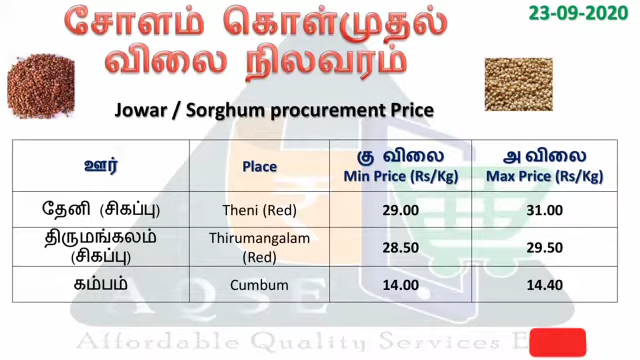 சோளம் கொள்முதல்
விலை நிலவரம்
23-09-2020
Jowar / Sorghum procurement Price
ஊர் Place கு விலை Min Price (Rs/Kg) அ விலை Max Price (Rs/Kg)
தேனி (சிகப்பு) Theni (Red) 29.00 31.00
திருமங்கலம் (சிகப்பு) Thirumangalam (Red) 28.50 29.50
கம்பம் Cumbum 14.00 14.40
AQSE
Affordable Quality Services E